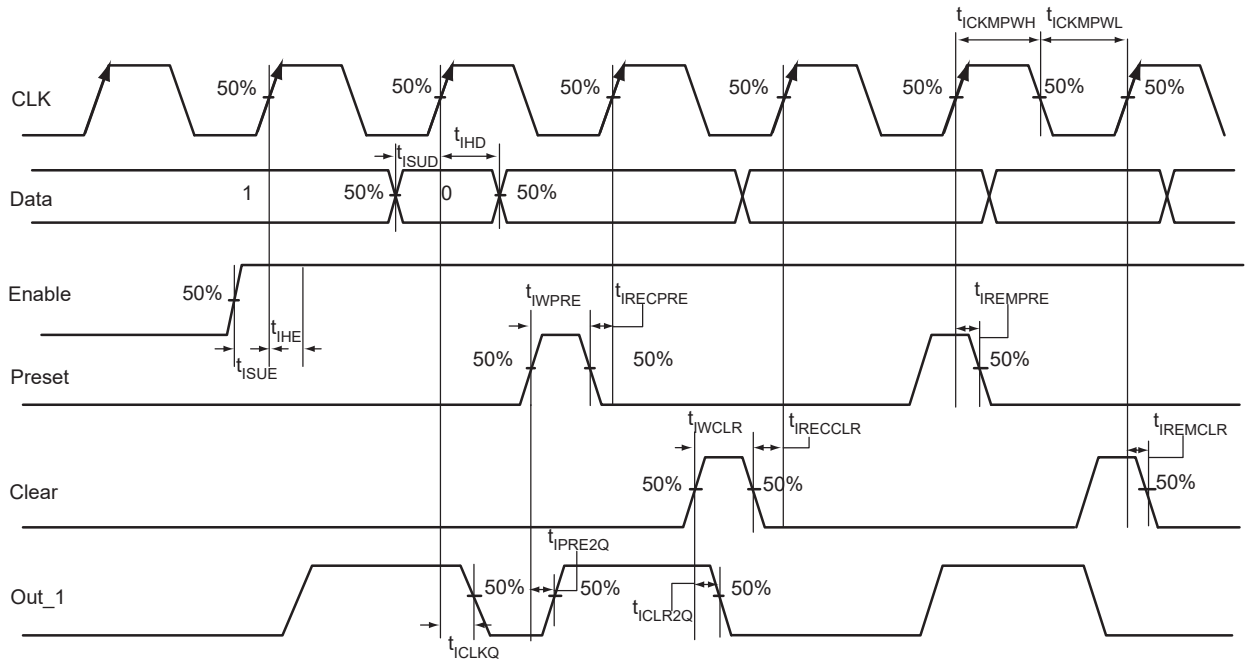 tICKMPWH tICKMPWL
CLK 50% 50% 50% 50% 50% 50% 50%
tISUD tIHD
Data 1 50% 0 50%
Enable 50%
tIHE
tISUE
tIWPRE tIRECPRE tIREMPRE
Preset 50% 50% 50%
tIWCLR tIRECCLR tIREMCLR
Clear 50% 50% 50%
tIPRE2Q
Out_1 50% 50% 50%
tICLR2Q
tICLKQ